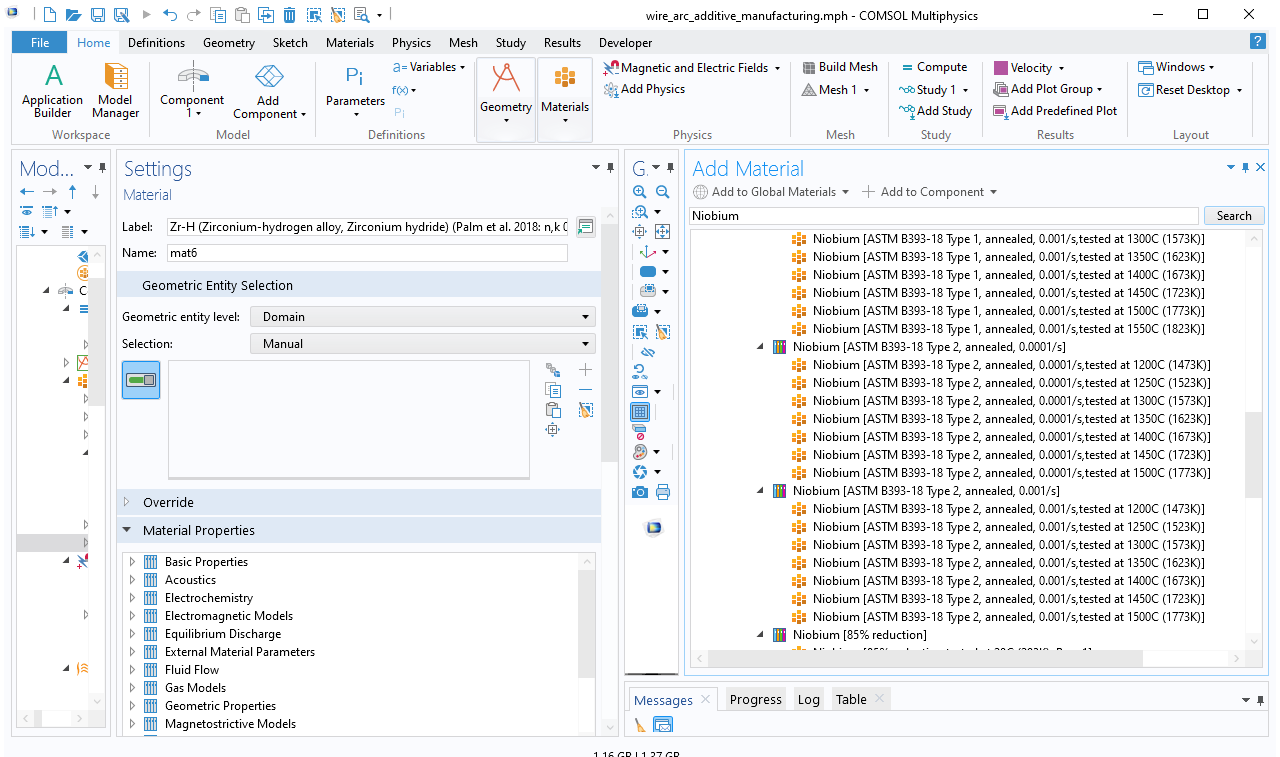 wire_arc_additive_manufacturing.mph - COMSOL Multiphysics
File Home Definitions Geometry Sketch Materials Physics Mesh Study Results Developer ?
Application Builder
Model Manager
Workspace
Component 1
Add Component
Model
Pi
Parameters
a= Variables
f(x)
Pi
Definitions
Geometry
Materials
Magnetic and Electric Fields
Add Physics
Physics
Build Mesh
Mesh 1
Mesh
Compute
Study 1
Add Study
Study
Velocity
Add Plot Group
Add Predefined Plot
Results
Windows
Reset Desktop
Layout
Mod...
Settings
Material
Label: Zr-H (Zirconium-hydrogen alloy, Zirconium hydride) (Palm et al. 2018: n,k 0
Name: mat6
Geometric Entity Selection
Geometric entity level: Domain
Selection: Manual
Override
Material Properties
Basic Properties
Acoustics
Electrochemistry
Electromagnetic Models
Equilibrium Discharge
External Material Parameters
Fluid Flow
Gas Models
Geometric Properties
Magnetostrictive Models
Add Material
Add to Global Materials Add to Component
Niobium Search
Niobium [ASTM B393-18 Type 1, annealed, 0.001/s,tested at 1300C (1573K)]
Niobium [ASTM B393-18 Type 1, annealed, 0.001/s,tested at 1350C (1623K)]
Niobium [ASTM B393-18 Type 1, annealed, 0.001/s,tested at 1400C (1673K)]
Niobium [ASTM B393-18 Type 1, annealed, 0.001/s,tested at 1450C (1723K)]
Niobium [ASTM B393-18 Type 1, annealed, 0.001/s,tested at 1500C (1773K)]
Niobium [ASTM B393-18 Type 1, annealed, 0.001/s,tested at 1550C (1823K)]
Niobium [ASTM B393-18 Type 2, annealed, 0.0001/s]
Niobium [ASTM B393-18 Type 2, annealed, 0.0001/s,tested at 1200C (1473K)]
Niobium [ASTM B393-18 Type 2, annealed, 0.0001/s,tested at 1250C (1523K)]
Niobium [ASTM B393-18 Type 2, annealed, 0.0001/s,tested at 1300C (1573K)]
Niobium [ASTM B393-18 Type 2, annealed, 0.0001/s,tested at 1350C (1623K)]
Niobium [ASTM B393-18 Type 2, annealed, 0.0001/s,tested at 1400C (1673K)]
Niobium [ASTM B393-18 Type 2, annealed, 0.0001/s,tested at 1450C (1723K)]
Niobium [ASTM B393-18 Type 2, annealed, 0.0001/s,tested at 1500C (1773K)]
Niobium [ASTM B393-18 Type 2, annealed, 0.001/s]
Niobium [ASTM B393-18 Type 2, annealed, 0.001/s,tested at 1200C (1473K)]
Niobium [ASTM B393-18 Type 2, annealed, 0.001/s,tested at 1250C (1523K)]
Niobium [ASTM B393-18 Type 2, annealed, 0.001/s,tested at 1300C (1573K)]
Niobium [ASTM B393-18 Type 2, annealed, 0.001/s,tested at 1350C (1623K)]
Niobium [ASTM B393-18 Type 2, annealed, 0.001/s,tested at 1400C (1673K)]
Niobium [ASTM B393-18 Type 2, annealed, 0.001/s,tested at 1450C (1723K)]
Niobium [ASTM B393-18 Type 2, annealed, 0.001/s,tested at 1500C (1773K)]
Niobium [85% reduction]
Messages Progress Log Table
1.16 GB | 1.27 GB